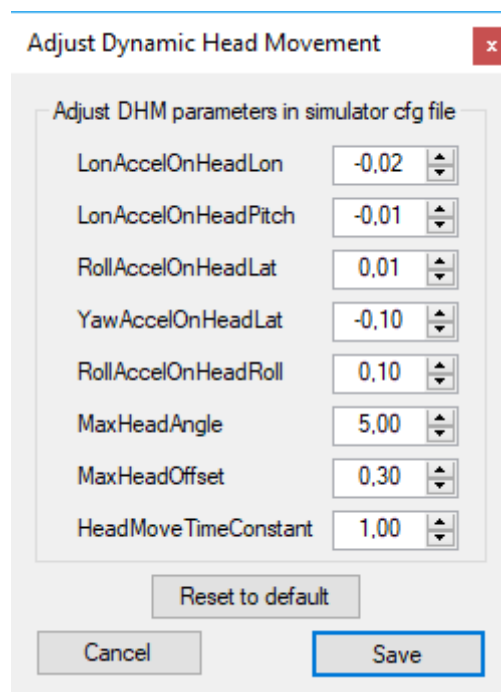 Adjust Dynamic Head Movement x
Adjust DHM parameters in simulator cfg file
LonAccelOnHeadLon -0,02
LonAccelOnHeadPitch -0,01
RollAccelOnHeadLat 0,01
YawAccelOnHeadLat -0,10
RollAccelOnHeadRoll 0,10
MaxHeadAngle 5,00
MaxHeadOffset 0,30
HeadMoveTimeConstant 1,00
Reset to default
Cancel Save